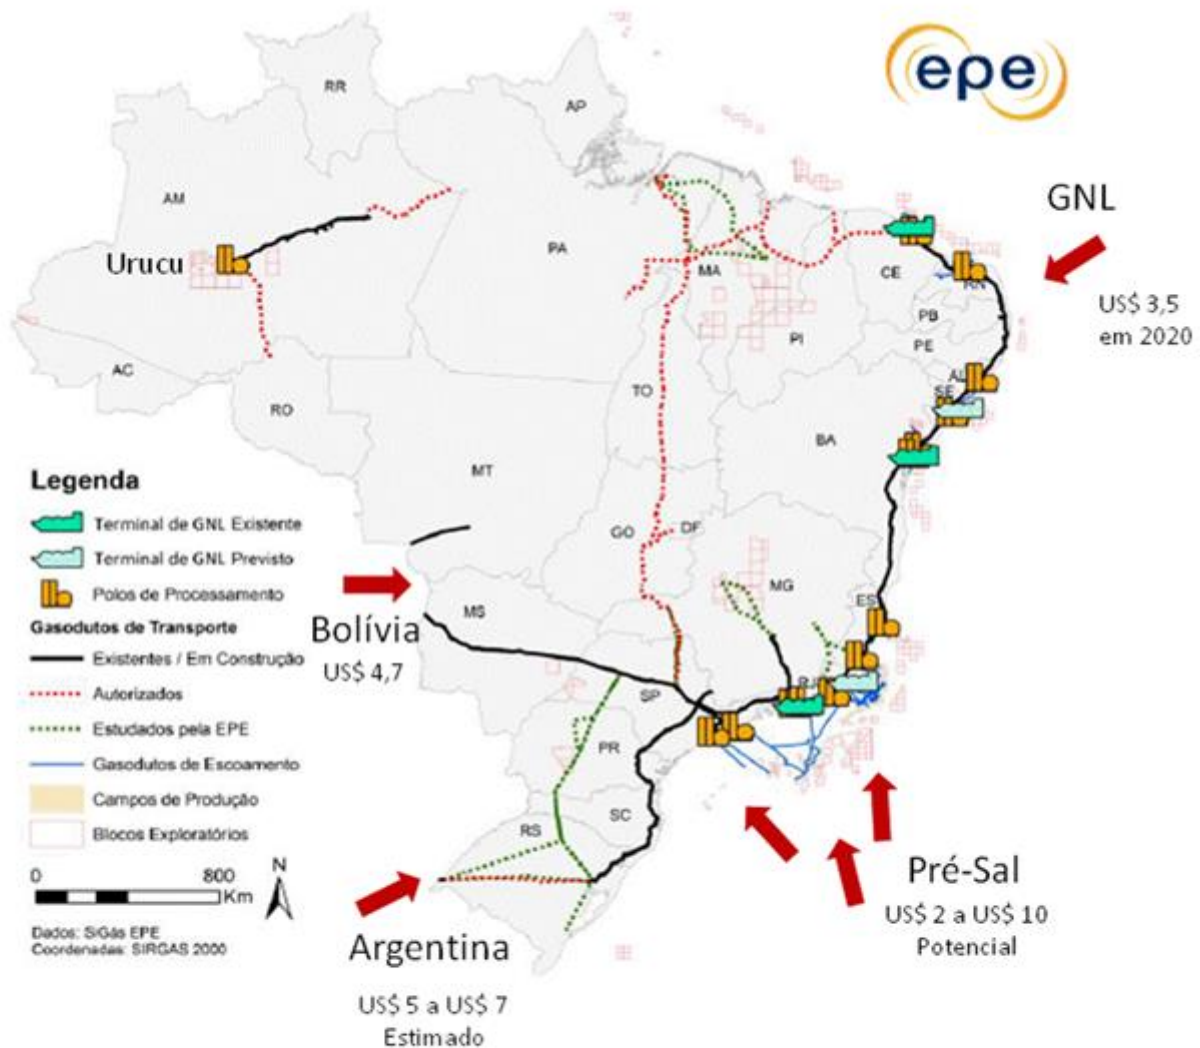 epe
RR
AP
AM
Urucu
PA
MA
CE
RN
PB
PE
PI
AL
SE
AC
RO
TO
BA
MT
GO
DF
MG
ES
MS
SP
RJ
PR
SC
RS
GNL
US$ 3,5
em 2020
Legenda
Terminal de GNL Existente
Terminal de GNL Previsto
Polos de Processamento
Gasodutos de Transporte
Existentes / Em Construção
Autorizados
Estudados pela EPE
Gasodutos de Escoamento
Campos de Produção
Blocos Exploratórios
0 800
Km
N
Dados: SiGás EPE
Coordenadas: SIRGAS 2000
Bolívia
US$ 4,7
Argentina
US$ 5 a US$ 7
Estimado
Pré-Sal
US$ 2 a US$ 10
Potencial